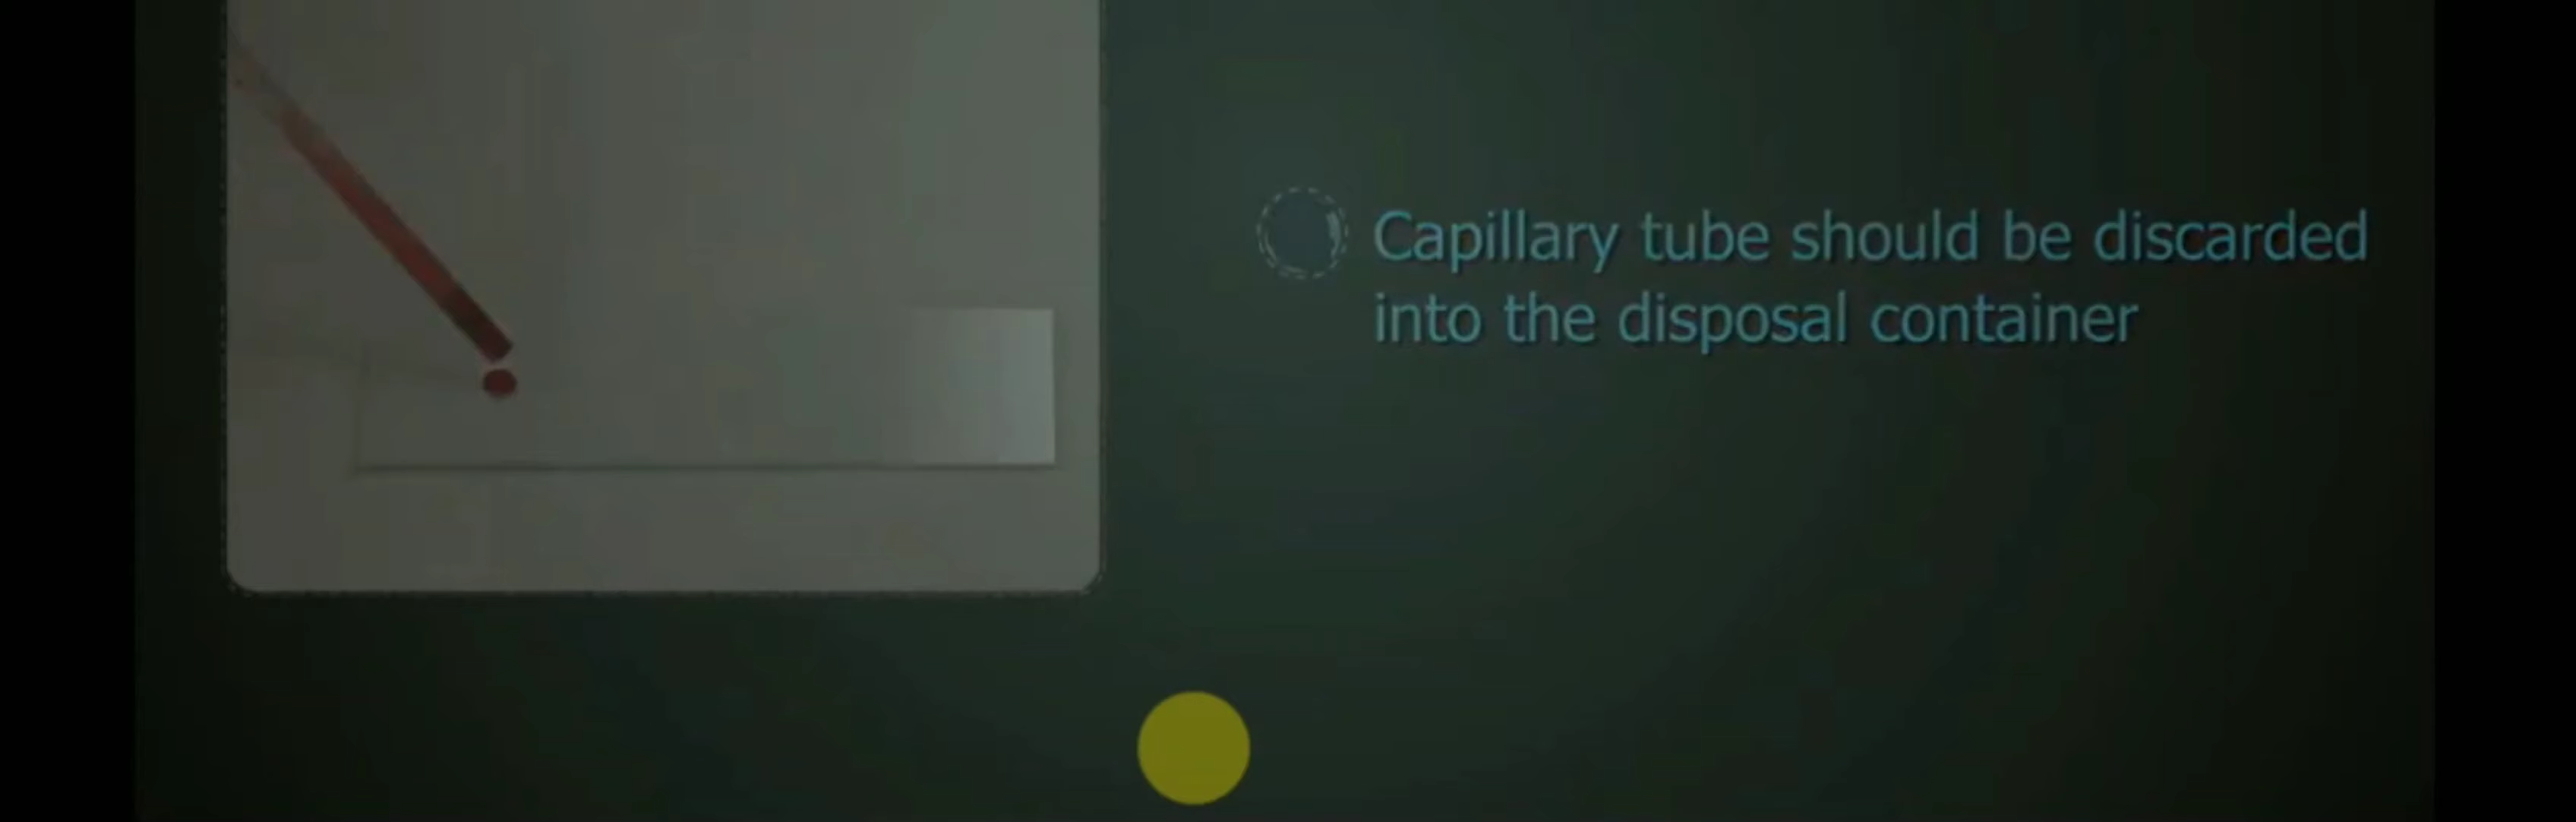 Capillary tube should be discarded
into the disposal container